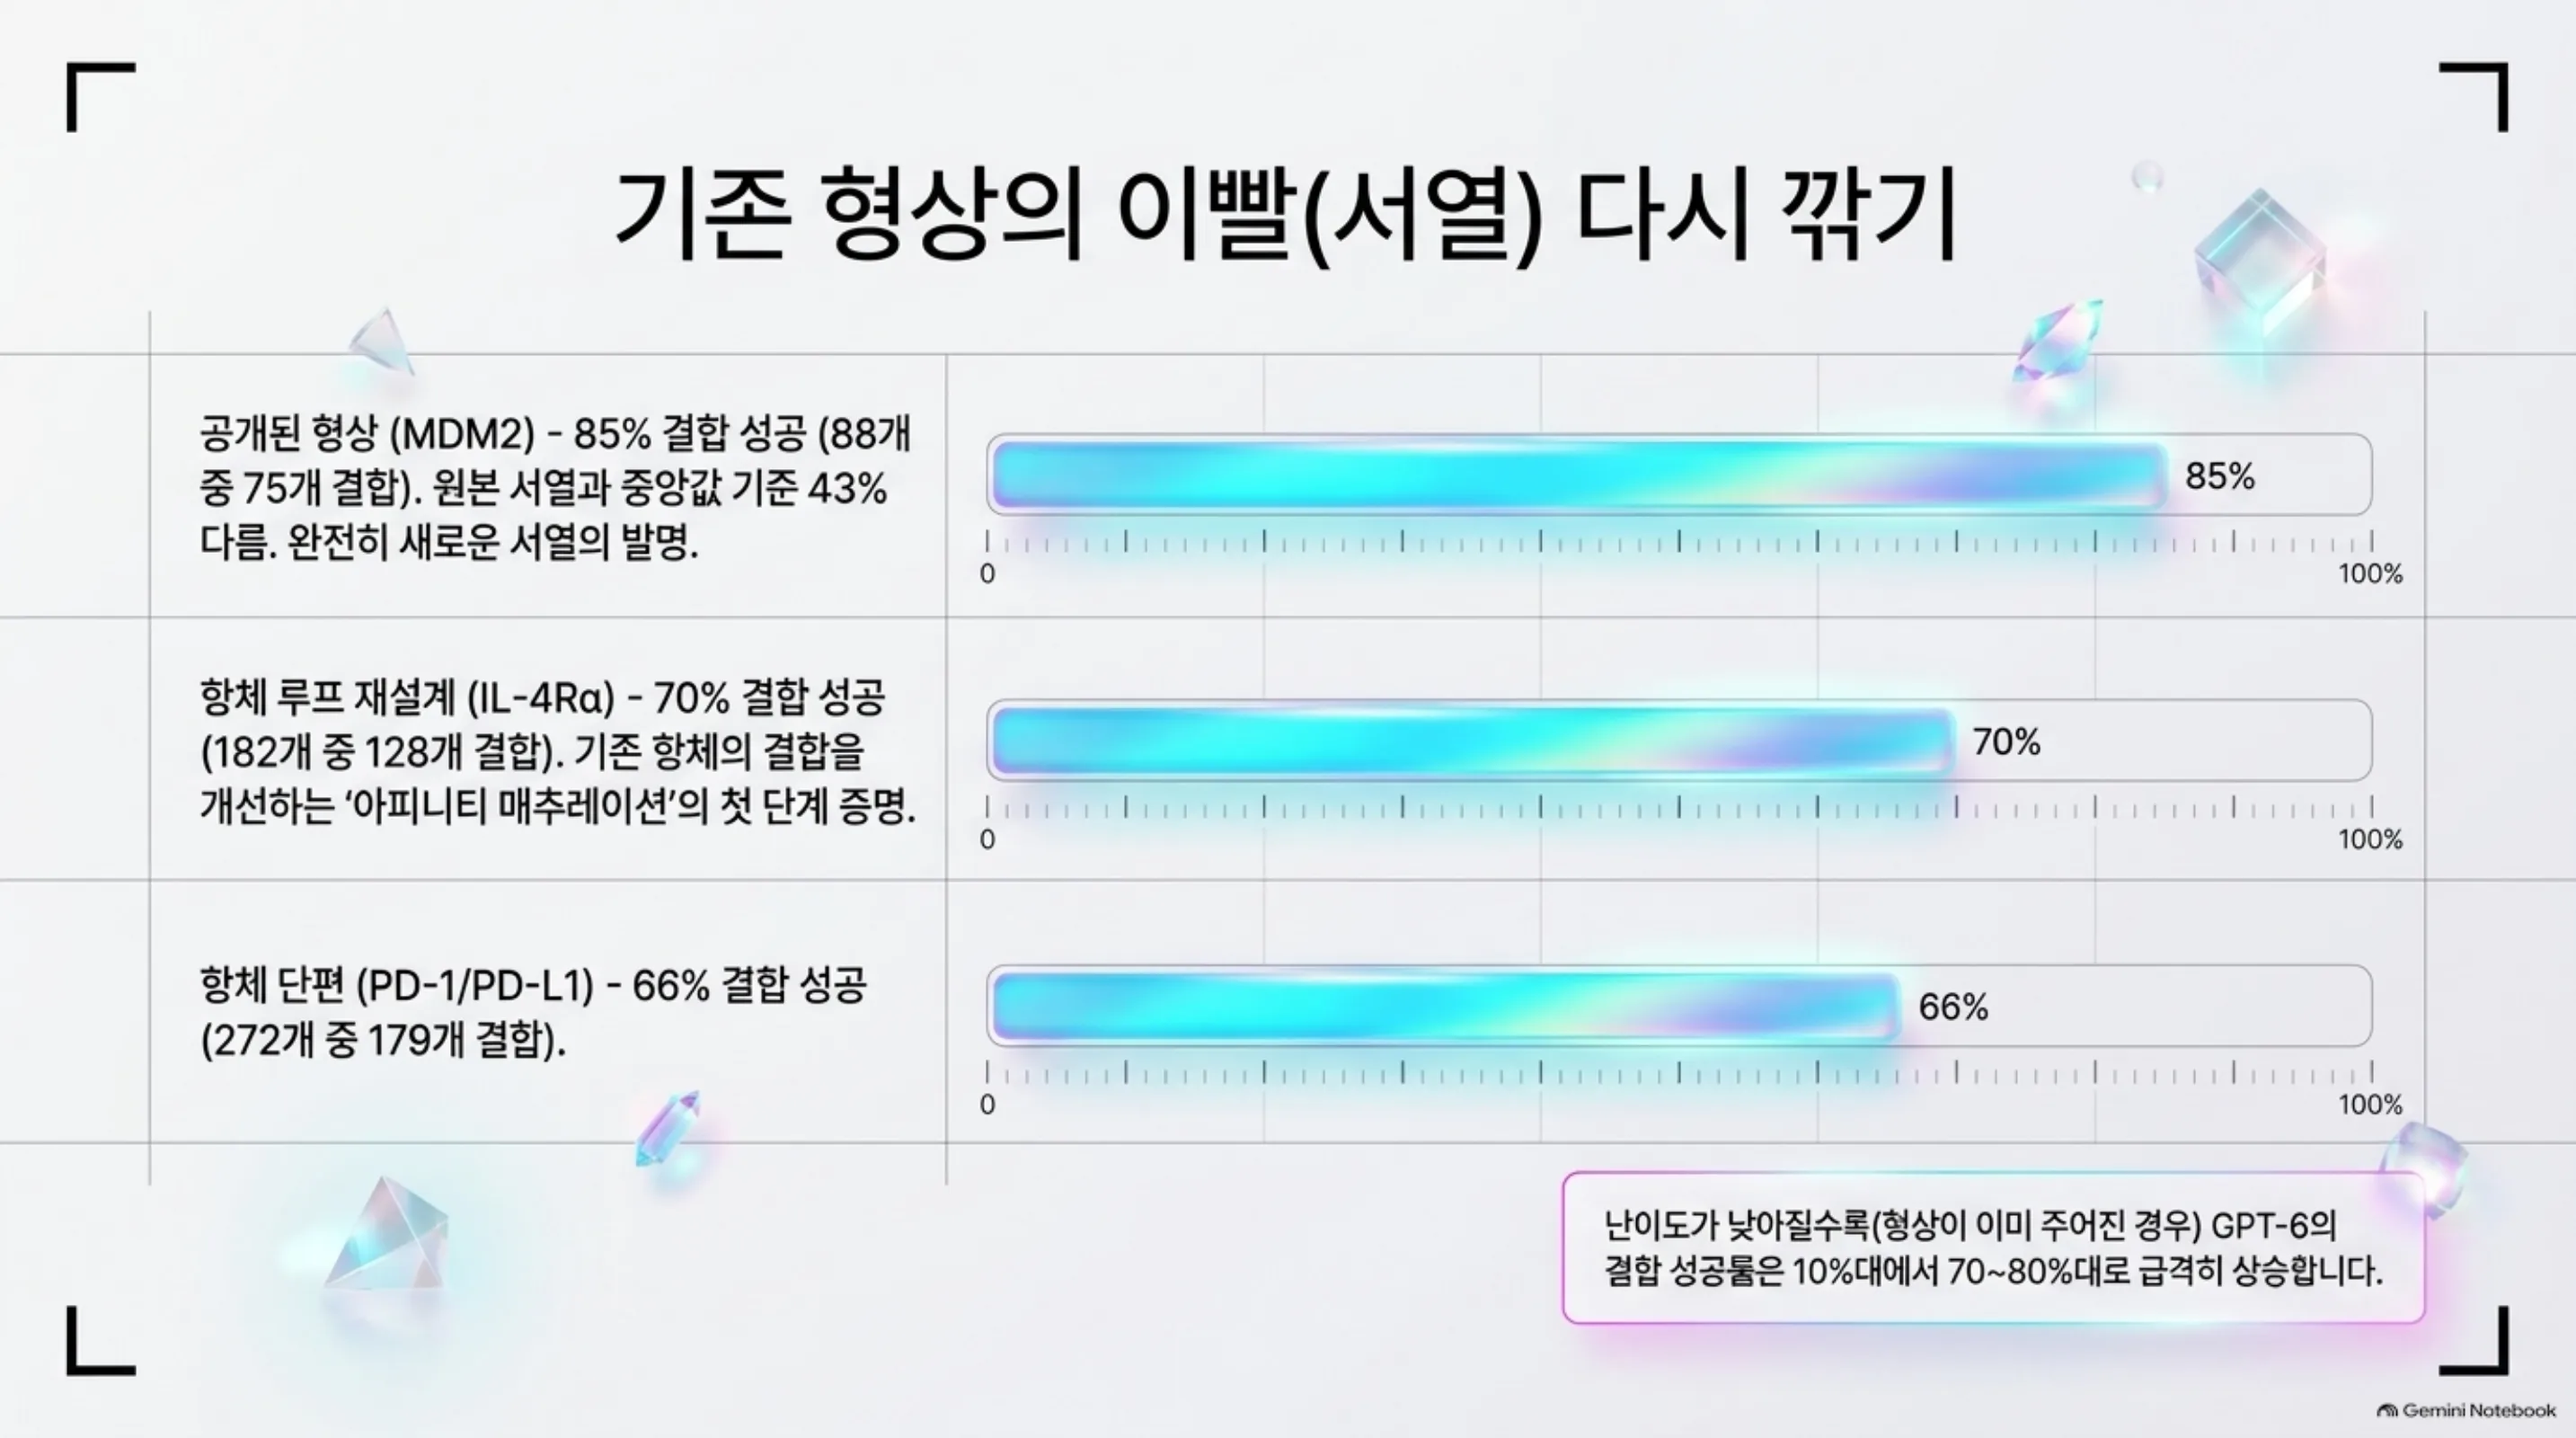 기존 형상의 이빨(서열) 다시 깎기
공개된 형상 (MDM2) - 85% 결합 성공 (88개
중 75개 결합). 원본 서열과 중앙값 기준 43%
다름. 완전히 새로운 서열의 발명.
85%
0
100%
항체 루프 재설계 (IL-4Rα) - 70% 결합 성공
(182개 중 128개 결합). 기존 항체의 결합을
개선하는 ‘아피니티 매추레이션’의 첫 단계 증명.
70%
0
100%
항체 단편 (PD-1/PD-L1) - 66% 결합 성공
(272개 중 179개 결합).
66%
0
100%
난이도가 낮아질수록(형상이 이미 주어진 경우) GPT-6의
결합 성공률은 10%대에서 70~80%대로 급격히 상승합니다.
Gemini Notebook